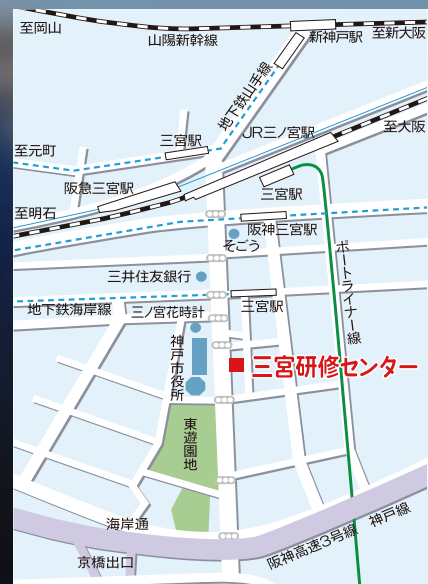 至岡山
山陽新幹線
新神戸駅
至新大阪
地下鉄山手線
三宮駅
JR三ノ宮駅
至大阪
至元町
阪急三宮駅
三宮駅
至明石
阪神三宮駅
そごう
ポートライナー線
三井住友銀行
地下鉄海岸線
三ノ宮花時計
三宮駅
神戸市役所
三宮研修センター
東遊園地
海岸通
京橋出口
阪神高速3号線
神戸線